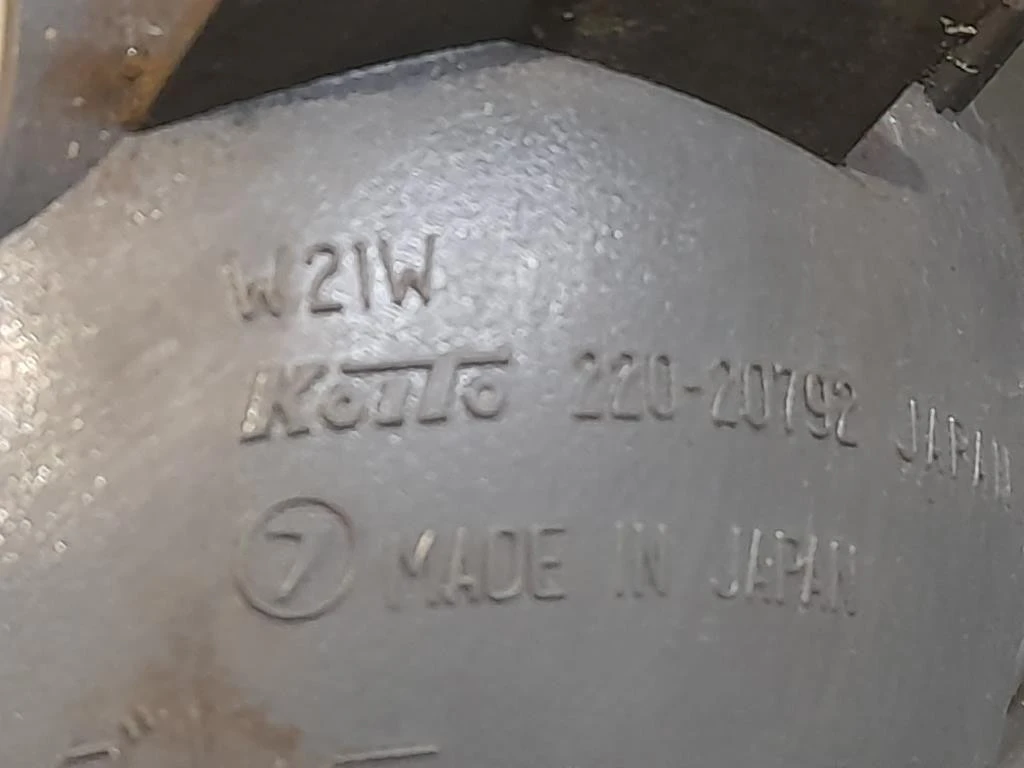 W21W
KOITO 220-20792 JAPAN
7 MADE IN JAPAN